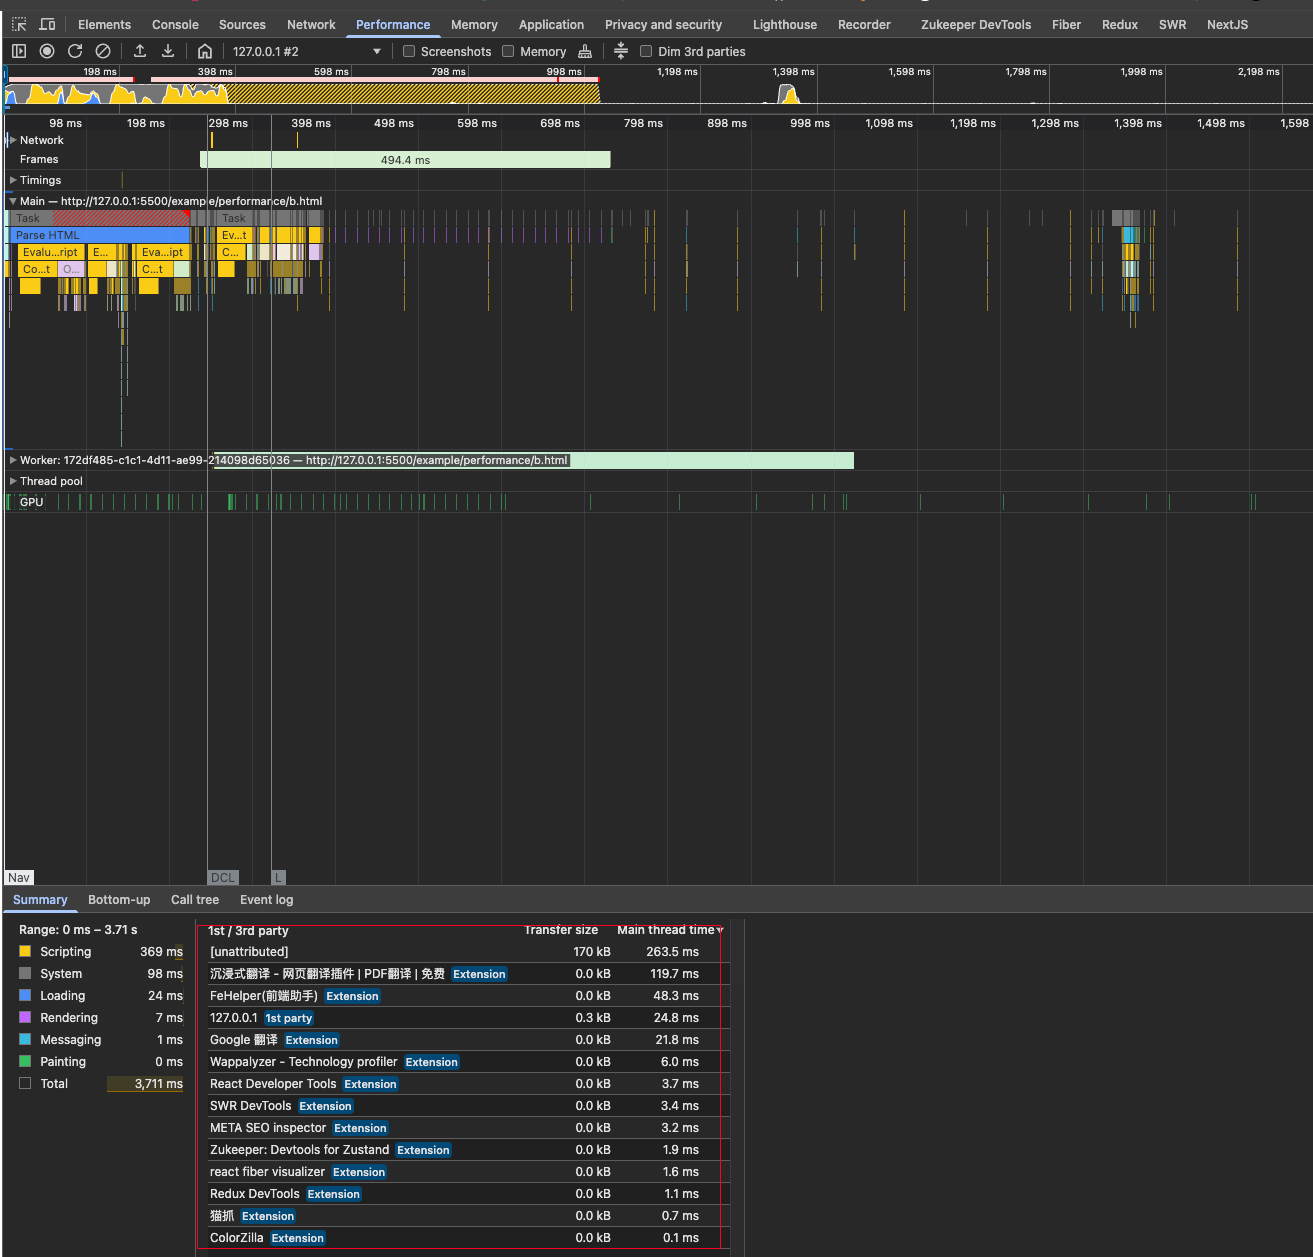 Elements Console Sources Network Performance Memory Application Privacy and security Lighthouse Recorder Zukeeper DevTools Fiber Redux SWR NextJS
127.0.0.1 #2 Screenshots Memory Dim 3rd parties
198 ms 398 ms 598 ms 798 ms 998 ms 1,198 ms 1,398 ms 1,598 ms 1,798 ms 1,998 ms 2,198 ms
98 ms 198 ms 298 ms 398 ms 498 ms 598 ms 698 ms 798 ms 898 ms 998 ms 1,098 ms 1,198 ms 1,298 ms 1,398 ms 1,498 ms 1,598
Network
Frames 494.4 ms
Timings
Main — http://127.0.0.1:5500/example/performance/b.html
Task Task
Parse HTML Ev...t
Evalu...ript E... Eva...ipt C...
Co...t O... C...t
Worker: 172df485-c1c1-4d11-ae99-214098d65036 — http://127.0.0.1:5500/example/performance/b.html
Thread pool
GPU
Nav DCL L
Summary Bottom-up Call tree Event log
Range: 0 ms – 3.71 s
Scripting 369 ms
System 98 ms
Loading 24 ms
Rendering 7 ms
Messaging 1 ms
Painting 0 ms
Total 3,711 ms
1st / 3rd party Transfer size Main thread time
[unattributed] 170 kB 263.5 ms
沉浸式翻译 - 网页翻译插件 | PDF翻译 | 免费 Extension 0.0 kB 119.7 ms
FeHelper(前端助手) Extension 0.0 kB 48.3 ms
127.0.0.1 1st party 0.3 kB 24.8 ms
Google 翻译 Extension 0.0 kB 21.8 ms
Wappalyzer - Technology profiler Extension 0.0 kB 6.0 ms
React Developer Tools Extension 0.0 kB 3.7 ms
SWR DevTools Extension 0.0 kB 3.4 ms
META SEO inspector Extension 0.0 kB 3.2 ms
Zukeeper: Devtools for Zustand Extension 0.0 kB 1.9 ms
react fiber visualizer Extension 0.0 kB 1.6 ms
Redux DevTools Extension 0.0 kB 1.1 ms
猫抓 Extension 0.0 kB 0.7 ms
ColorZilla Extension 0.0 kB 0.1 ms